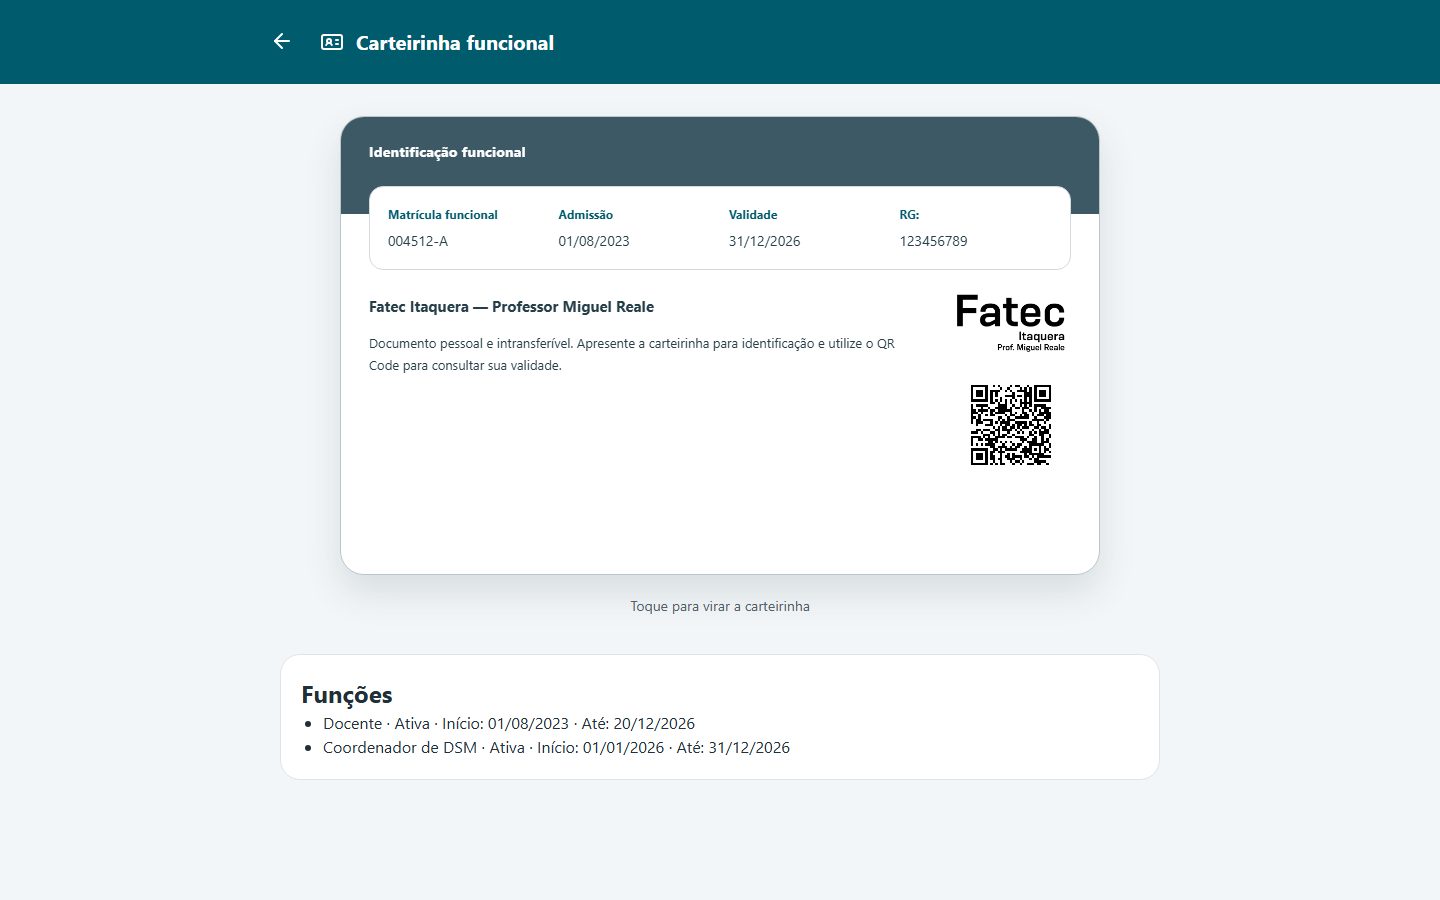 Carteirinha funcional
Identificação funcional
Matrícula funcional Admissão Validade RG:
004512-A 01/08/2023 31/12/2026 123456789
Fatec Itaquera — Professor Miguel Reale
Documento pessoal e intransferível. Apresente a carteirinha para identificação e utilize o QR
Code para consultar sua validade.
Fatec
Itaquera
Prof. Miguel Reale
Toque para virar a carteirinha
Funções
• Docente · Ativa · Início: 01/08/2023 · Até: 20/12/2026
• Coordenador de DSM · Ativa · Início: 01/01/2026 · Até: 31/12/2026